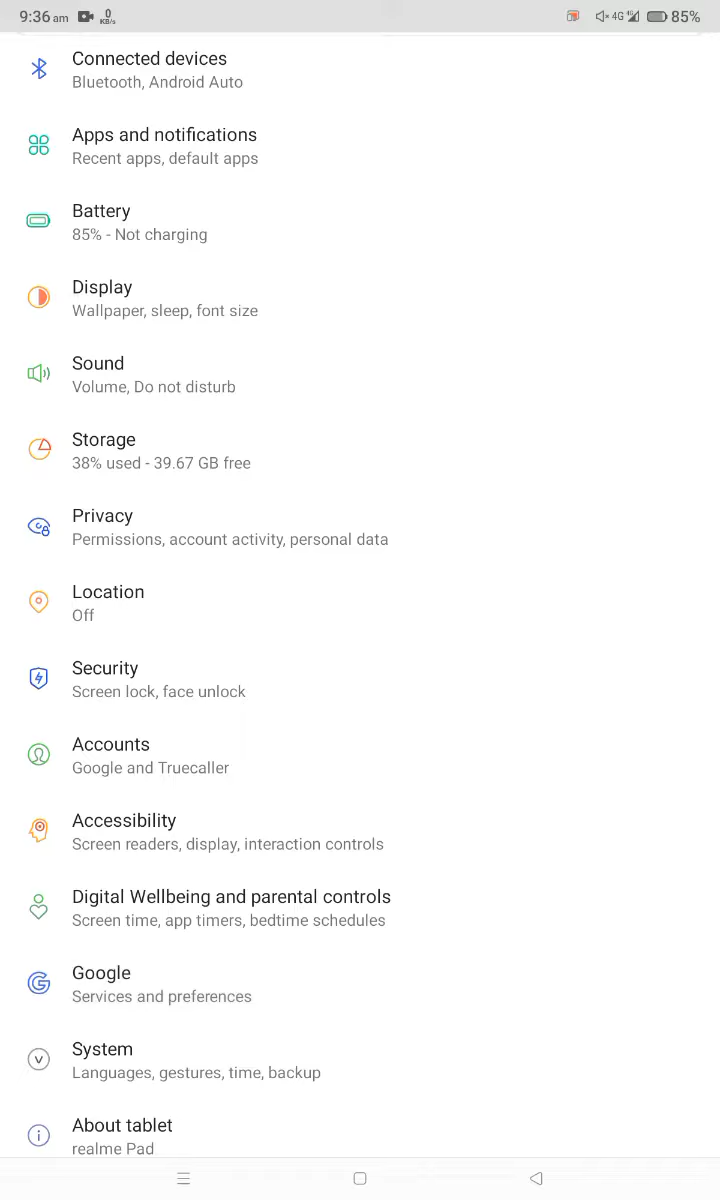 9:36 am 0 KB/s 4G 85%
Connected devices
Bluetooth, Android Auto
Apps and notifications
Recent apps, default apps
Battery
85% - Not charging
Display
Wallpaper, sleep, font size
Sound
Volume, Do not disturb
Storage
38% used - 39.67 GB free
Privacy
Permissions, account activity, personal data
Location
Off
Security
Screen lock, face unlock
Accounts
Google and Truecaller
Accessibility
Screen readers, display, interaction controls
Digital Wellbeing and parental controls
Screen time, app timers, bedtime schedules
Google
Services and preferences
System
Languages, gestures, time, backup
About tablet
realme Pad